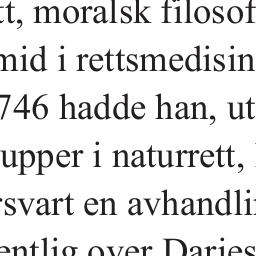 tt, moralsk filosof
mid i rettsmedisin
746 hadde han, ut
upper i naturrett,
rsvart en avhandli
entlig over Daries